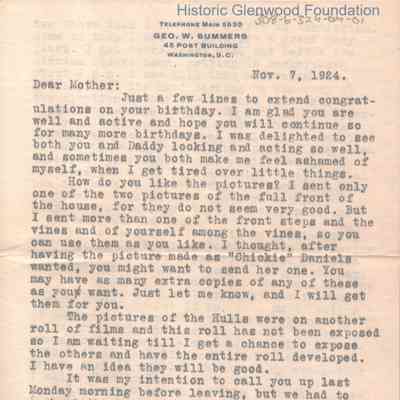 Historic Glenwood Foundation
TELEPHONE MAIN 5630
GEO. W. SUMMERS
45 POST BUILDING
WASHINGTON, D.C.
Nov. 7, 1924.
Dear Mother:
Just a few lines to extend congrat-
ulations on your birthday. I am glad you are
well and active and hope you will continue so
for many more birthdays. I was delighted to see
both you and Daddy looking and acting so well,
and sometimes you both make me feel ashamed of
myself, when I get tired over little things.
How do you like the pictures? I sent only
one of the two pictures of the full front of
the house, for they do not seem very good. But
I sent more than one of the front steps and the
vines and of yourself among the vines, so you
can use them as you like. I thought, after
having the picture made as "Chickie" Daniels
wanted, you might want to send her one. You
may have as many extra copies of any of these
as you want. Just let me know, and I will get
them for you.
The pictures of the Hulls were on another
roll of films and this roll has not been exposed
so I am waiting till I get a chance to expose
the others and have the entire roll developed.
I have an idea they will be good.
It was my intention to call you up last
Monday morning before leaving, but we had to